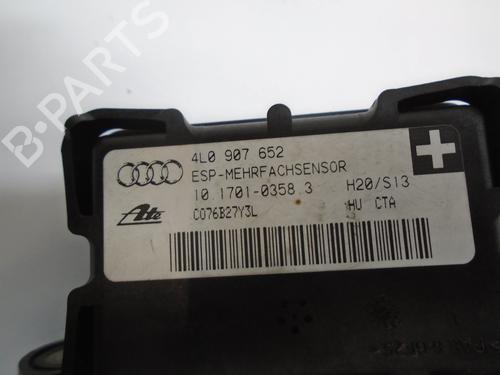 B-PARTS
4L0 907 652
ESP-MEHRFACHSENSOR
10.1701-0358.3 H20/S13
Ate C076B27Y3L HU CTA